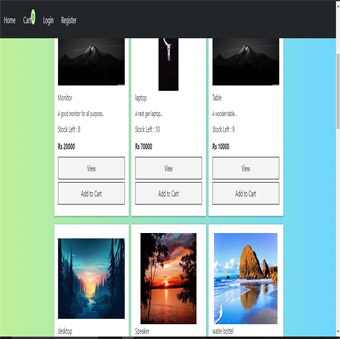 Home Cart Login Register
Monitor laptop Table
A good monitor for all purpose.. A next gen laptop.. A wooden table..
Stock Left : 8 Stock Left : 10 Stock Left : 9
Rs 20000 Rs 70000 Rs 10000
View View View
Add to Cart Add to Cart Add to Cart
desktop Speaker water bottel